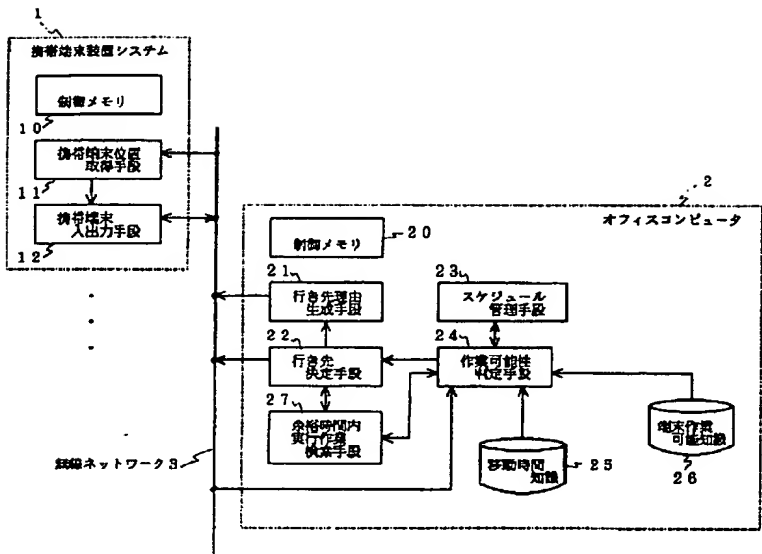 1
携帯端末装置システム
制御メモリ
10
携帯端末位置
取得手段
11
携帯端末
入出力手段
12
2
オフィスコンピュータ
制御メモリ
20
21
行き先理由
生成手段
23
スケジュール
管理手段
22
行き先
決定手段
24
作業可能性
判定手段
27
余裕時間内
実行作業
検索手段
移動時間
知識
25
端末作業
可能知識
26
無線ネットワーク3